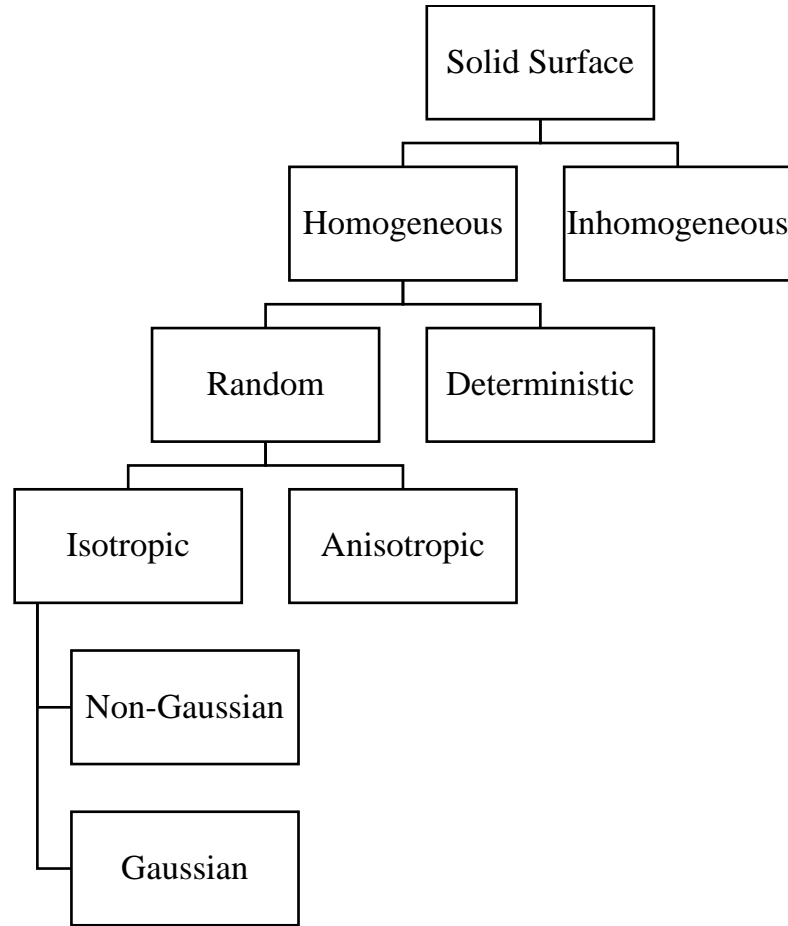 Solid Surface
Homogeneous
Inhomogeneous
Random
Deterministic
Isotropic
Anisotropic
Non-Gaussian
Gaussian